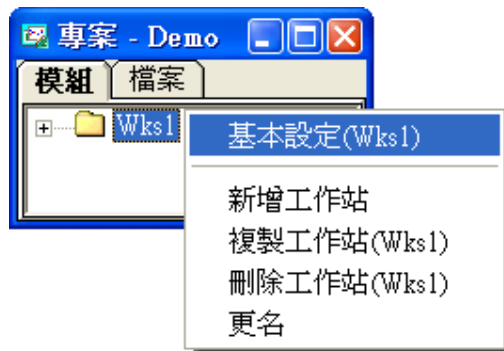 專案 - Demo
模組 檔案
Wks1
基本設定(Wks1)
新增工作站
複製工作站(Wks1)
刪除工作站(Wks1)
更名